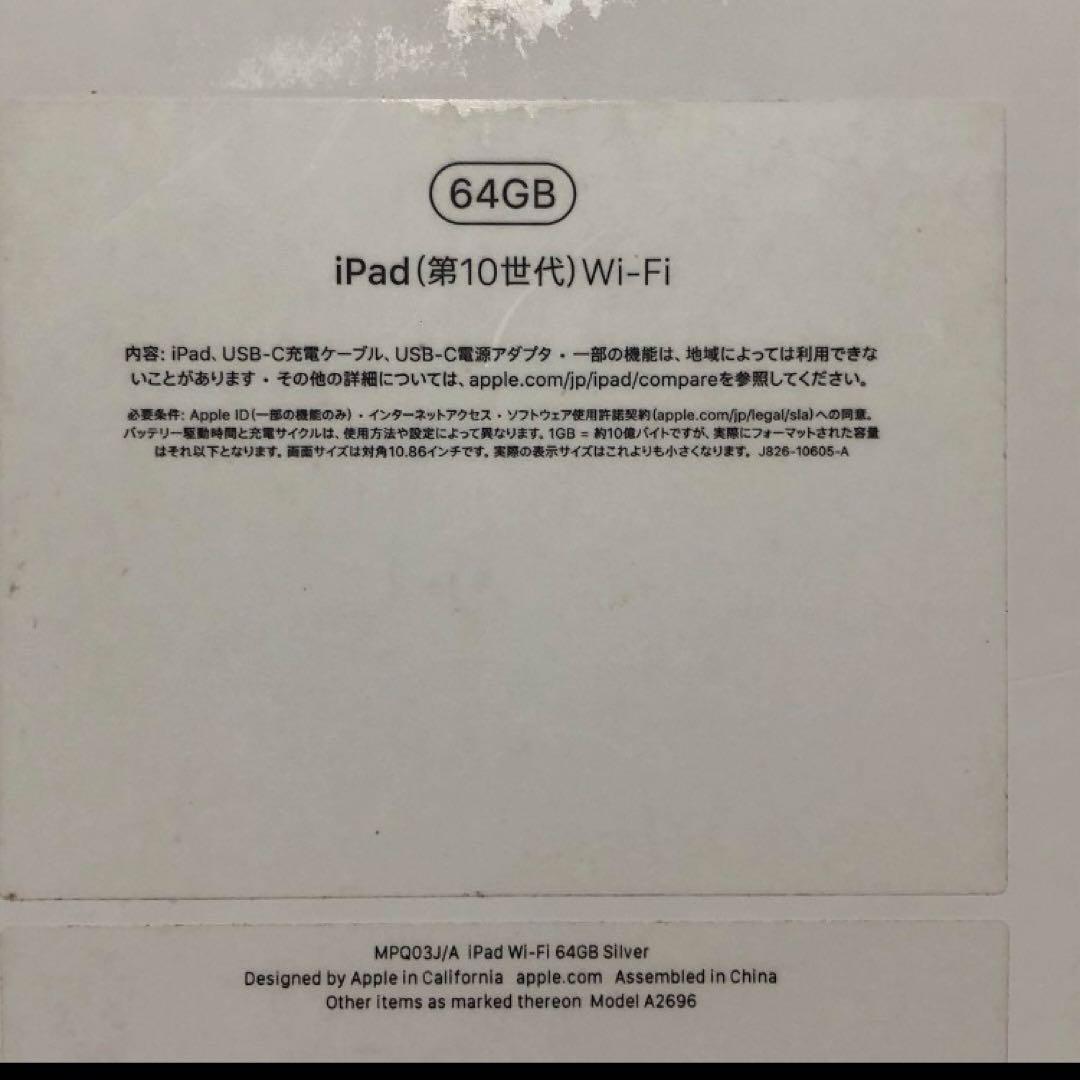 64GB
iPad(第10世代)Wi-Fi
内容: iPad、USB-C充電ケーブル、USB-C電源アダプタ・一部の機能は、地域によっては利用できな
いことがあります・その他の詳細については、apple.com/jp/ipad/compareを参照してください。
必要条件: Apple ID(一部の機能のみ)・インターネットアクセス・ソフトウェア使用許諾契約(apple.com/jp/legal/sla)への同意。
バッテリー駆動時間と充電サイクルは、使用方法や設定によって異なります。1GB = 約10億バイトですが、実際にフォーマットされた容量
はそれ以下となります。画面サイズは対角10.86インチです。実際の表示サイズはこれよりも小さくなります。J826-10605-A
MPQ03J/A iPad Wi-Fi 64GB Silver
Designed by Apple in California apple.com Assembled in China
Other items as marked thereon Model A2696